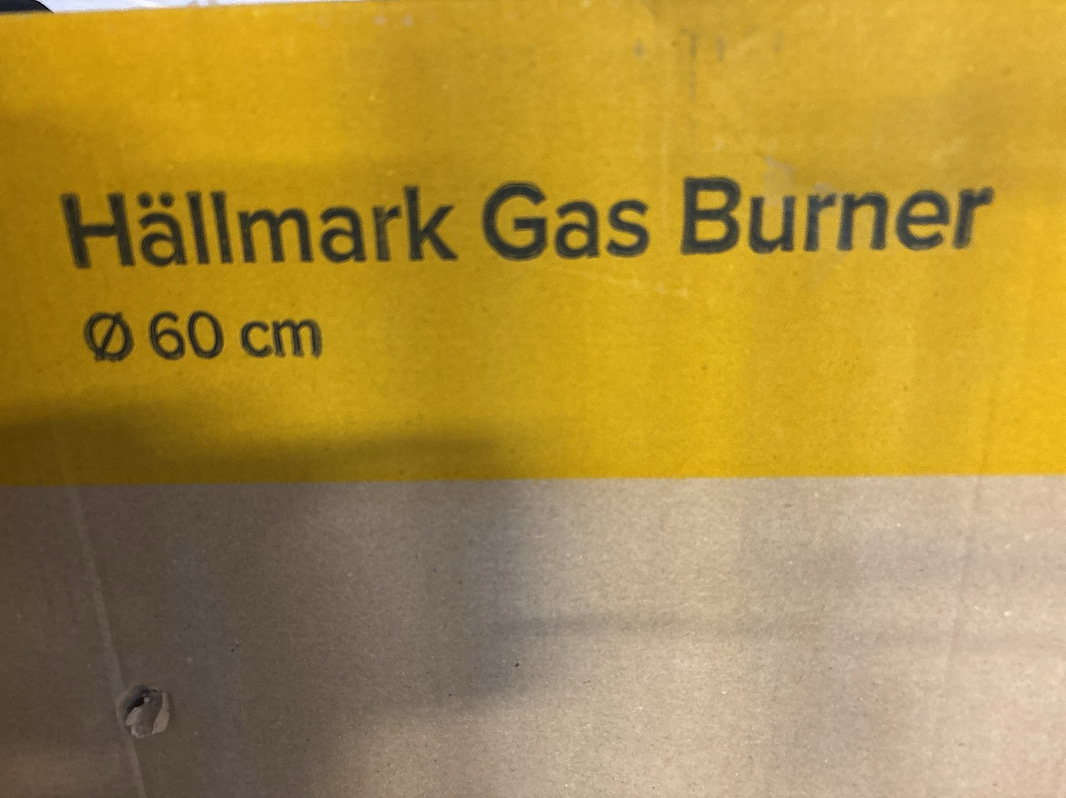 Hällmark Gas Burner
Ø 60 cm